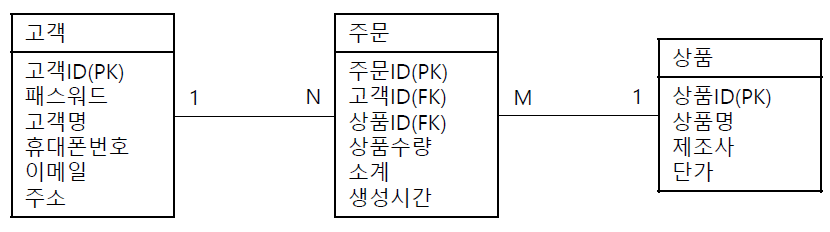 고객
고객ID(PK)
패스워드
고객명
휴대폰번호
이메일
주소
1
N
주문
주문ID(PK)
고객ID(FK)
상품ID(FK)
상품수량
소계
생성시간
M
1
상품
상품ID(PK)
상품명
제조사
단가